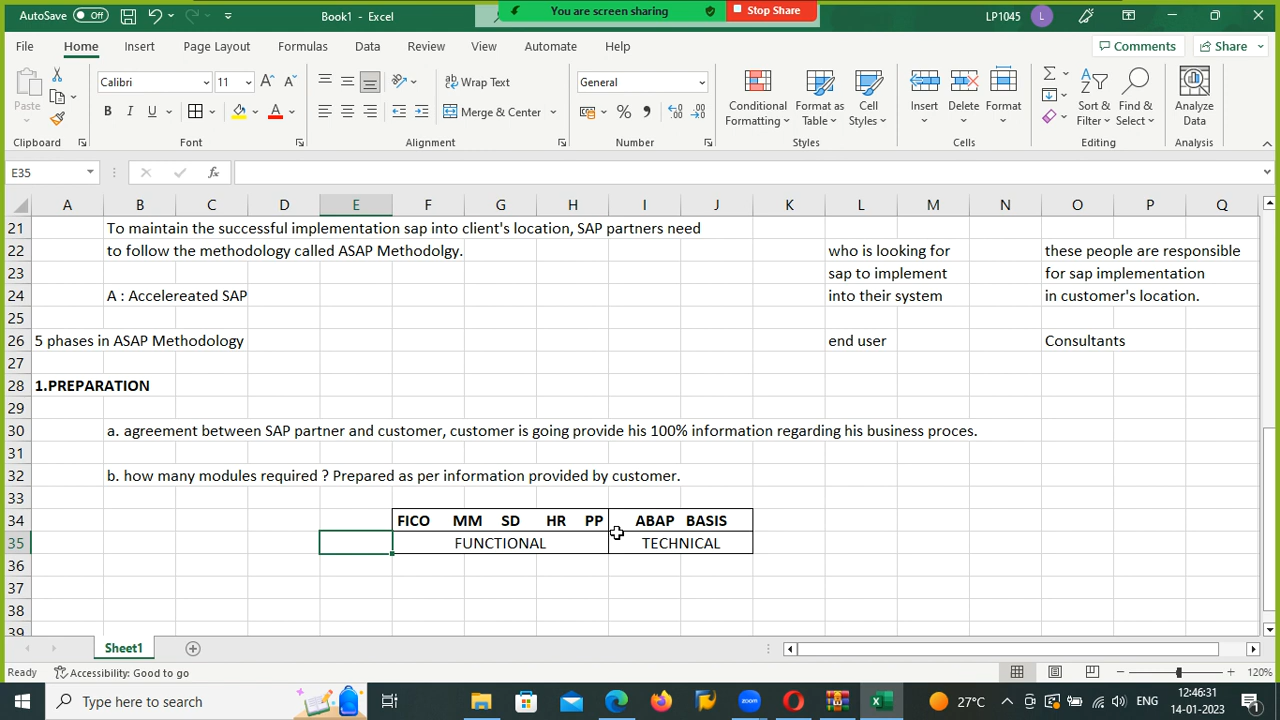 AutoSave Off Book1 - Excel You are screen sharing Stop Share LP1045 L
File Home Insert Page Layout Formulas Data Review View Automate Help Comments Share
Paste Calibri 11 Wrap Text General Conditional Formatting Format as Table Cell Styles Insert Delete Format Sort & Filter Find & Select Analyze Data
B I U Merge & Center
Clipboard Font Alignment Number Styles Cells Editing Analysis
E35 fx
A B C D E F G H I J K L M N O P Q
21 To maintain the successful implementation sap into client's location, SAP partners need
22 to follow the methodology called ASAP Methodolgy. who is looking for these people are responsible
23 sap to implement for sap implementation
24 A : Accelereated SAP into their system in customer's location.
25
26 5 phases in ASAP Methodology end user Consultants
27
28 1.PREPARATION
29
30 a. agreement between SAP partner and customer, customer is going provide his 100% information regarding his business proces.
31
32 b. how many modules required ? Prepared as per information provided by customer.
33
34 FICO MM SD HR PP ABAP BASIS
35 FUNCTIONAL TECHNICAL
36
37
38
39
Sheet1
Ready Accessibility: Good to go 120%
Type here to search zoom 27°C ENG 12:46:31
14-01-2023 1